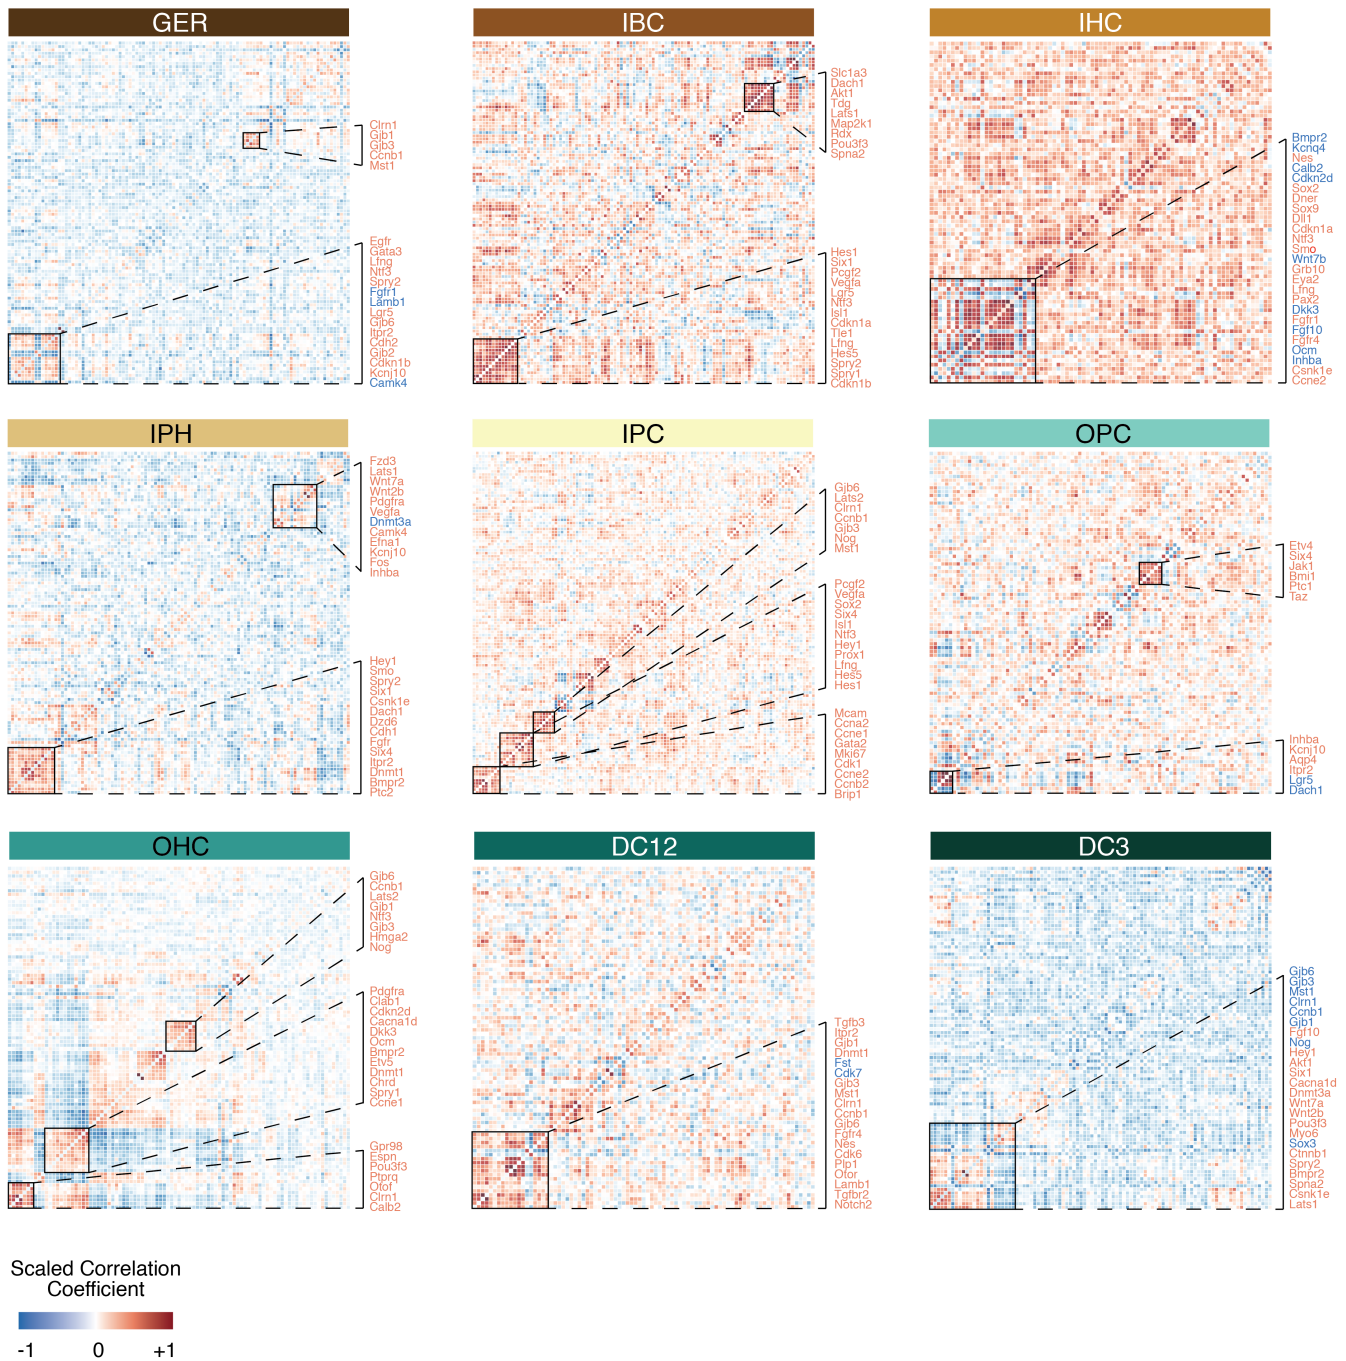 GER
Clrn1
Gjb1
Gjb3
Ccnb1
Mst1
Egfr
Gata3
Lfng
Ntf3
Spry2
Fgfr1
Lamb1
Lgr5
Gjb6
Itpr2
Cdh2
Gjb2
Cdkn1b
Kcnj10
Camk4
IBC
Slc1a3
Dach1
Akt1
Tdg
Lats1
Map2k1
Rdx
Pou3f3
Spna2
Hes1
Six1
Pcgf2
Vegfa
Lgr5
Ntf3
Isl1
Cdkn1a
Tle1
Lfng
Hes5
Spry2
Spry1
Cdkn1b
IHC
Bmpr2
Kcnq4
Nes
Calb2
Cdkn2d
Sox2
Dner
Sox9
Dll1
Cdkn1a
Ntf3
Smo
Wnt7b
Grb10
Eya2
Lfng
Pax2
Dkk3
Fgfr1
Fgf10
Fgfr4
Ocm
Inhba
Csnk1e
Ccne2
IPH
Fzd3
Lats1
Wnt7a
Wnt2b
Pdgfra
Vegfa
Dnmt3a
Camk4
Efna1
Kcnj10
Fos
Inhba
Hey1
Smo
Spry2
Six1
Csnk1e
Dach1
Dzd6
Cdh1
Fgfr
Six4
Itpr2
Dnmt1
Bmpr2
Ptc2
IPC
Gjb6
Lats2
Clrn1
Ccnb1
Gjb3
Nog
Mst1
Pcgf2
Vegfa
Sox2
Six4
Isl1
Ntf3
Hey1
Prox1
Lfng
Hes5
Hes1
Mcam
Ccna2
Ccne1
Gata2
Mki67
Cdk1
Ccne2
Ccnb2
Brip1
OPC
Etv4
Six4
Jak1
Bmi1
Ptc1
Taz
Inhba
Kcnj10
Aqp4
Itpr2
Lgr5
Dach1
OHC
Gjb6
Ccnb1
Lats2
Gjb1
Ntf3
Gjb3
Hmga2
Nog
Pdgfra
Clab1
Cdkn2d
Cacna1d
Dkk3
Ocm
Bmpr2
Etv5
Dnmt1
Chrd
Spry1
Ccne1
Gpr98
Espn
Pou3f3
Ptprq
Otof
Clrn1
Calb2
DC12
Tgfb3
Itpr2
Gjb1
Dnmt1
Fst
Cdk7
Gjb3
Mst1
Clrn1
Ccnb1
Gjb6
Fgfr4
Nes
Cdk6
Plp1
Otor
Lamb1
Tgfbr2
Notch2
DC3
Gjb6
Gjb3
Mst1
Clrn1
Ccnb1
Gjb1
Fgf10
Nog
Hey1
Akt1
Six1
Cacna1d
Dnmt3a
Wnt7a
Wnt2b
Pou3f3
Myo6
Sox3
Ctnnb1
Spry2
Bmpr2
Spna2
Csnk1e
Lats1
Scaled Correlation
Coefficient
-1 0 +1